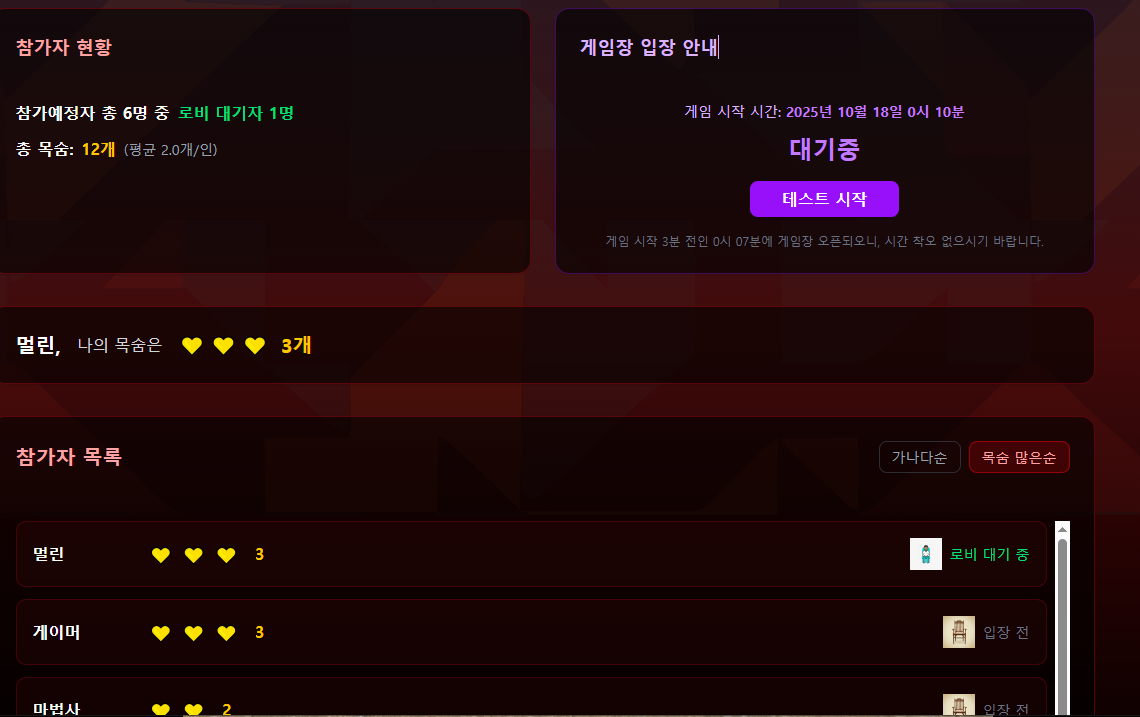 참가자 현황
참가예정자 총 6명 중 로비 대기자 1명
총 목숨: 12개 (평균 2.0개/인)
게임장 입장 안내
게임 시작 시간: 2025년 10월 18일 0시 10분
대기중
테스트 시작
게임 시작 3분 전인 0시 07분에 게임장 오픈되오니, 시간 착오 없으시기 바랍니다.
멀린, 나의 목숨은 3개
참가자 목록
가나다순 목숨 많은순
멀린 3 로비 대기 중
게이머 3 입장 전
마법사 2 입장 전